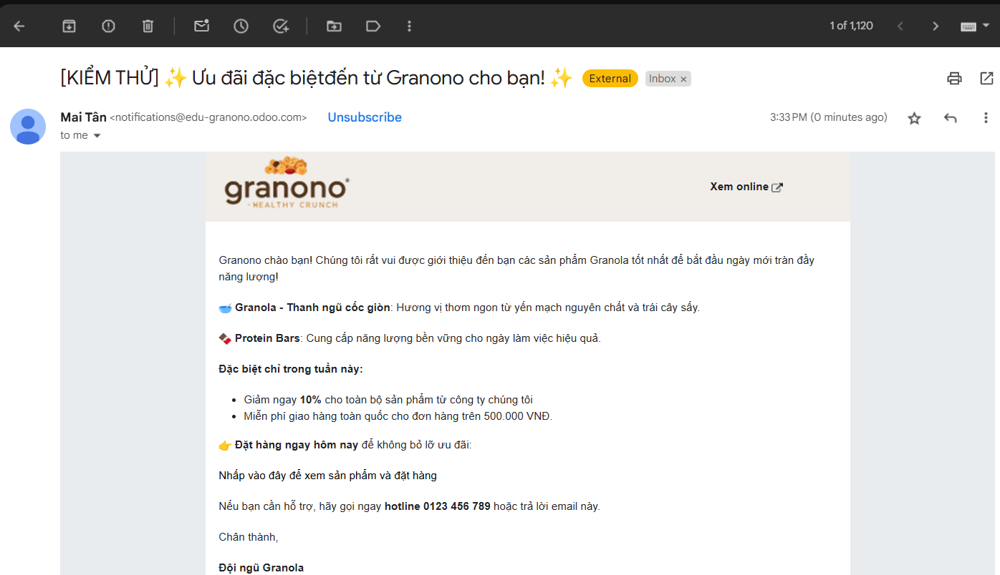 1 of 1,120
[KIỂM THỬ] ✨ Ưu đãi đặc biệtđến từ Granono cho bạn! ✨ External Inbox ×
Mai Tân <notifications@edu-granono.odoo.com> Unsubscribe 3:33 PM (0 minutes ago)
to me
granono®
HEALTHY CRUNCH
Xem online
Granono chào bạn! Chúng tôi rất vui được giới thiệu đến bạn các sản phẩm Granola tốt nhất để bắt đầu ngày mới tràn đầy
năng lượng!
🥣 Granola - Thanh ngũ cốc giòn: Hương vị thơm ngon từ yến mạch nguyên chất và trái cây sấy.
🍫 Protein Bars: Cung cấp năng lượng bền vững cho ngày làm việc hiệu quả.
Đặc biệt chỉ trong tuần này:
• Giảm ngay 10% cho toàn bộ sản phẩm từ công ty chúng tôi
• Miễn phí giao hàng toàn quốc cho đơn hàng trên 500.000 VNĐ.
👉 Đặt hàng ngay hôm nay để không bỏ lỡ ưu đãi:
Nhấp vào đây để xem sản phẩm và đặt hàng
Nếu bạn cần hỗ trợ, hãy gọi ngay hotline 0123 456 789 hoặc trả lời email này.
Chân thành,
Đội ngũ Granola